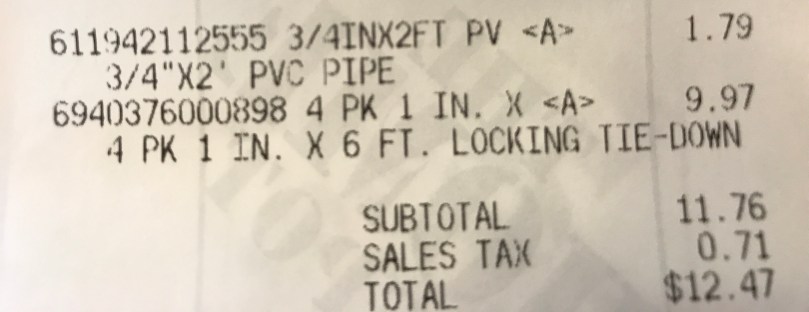 611942112555 3/4INX2FT PV <A> 1.79
3/4"X2' PVC PIPE
6940376000898 4 PK 1 IN. X <A> 9.97
4 PK 1 IN. X 6 FT. LOCKING TIE-DOWN
SUBTOTAL 11.76
SALES TAX 0.71
TOTAL $12.47